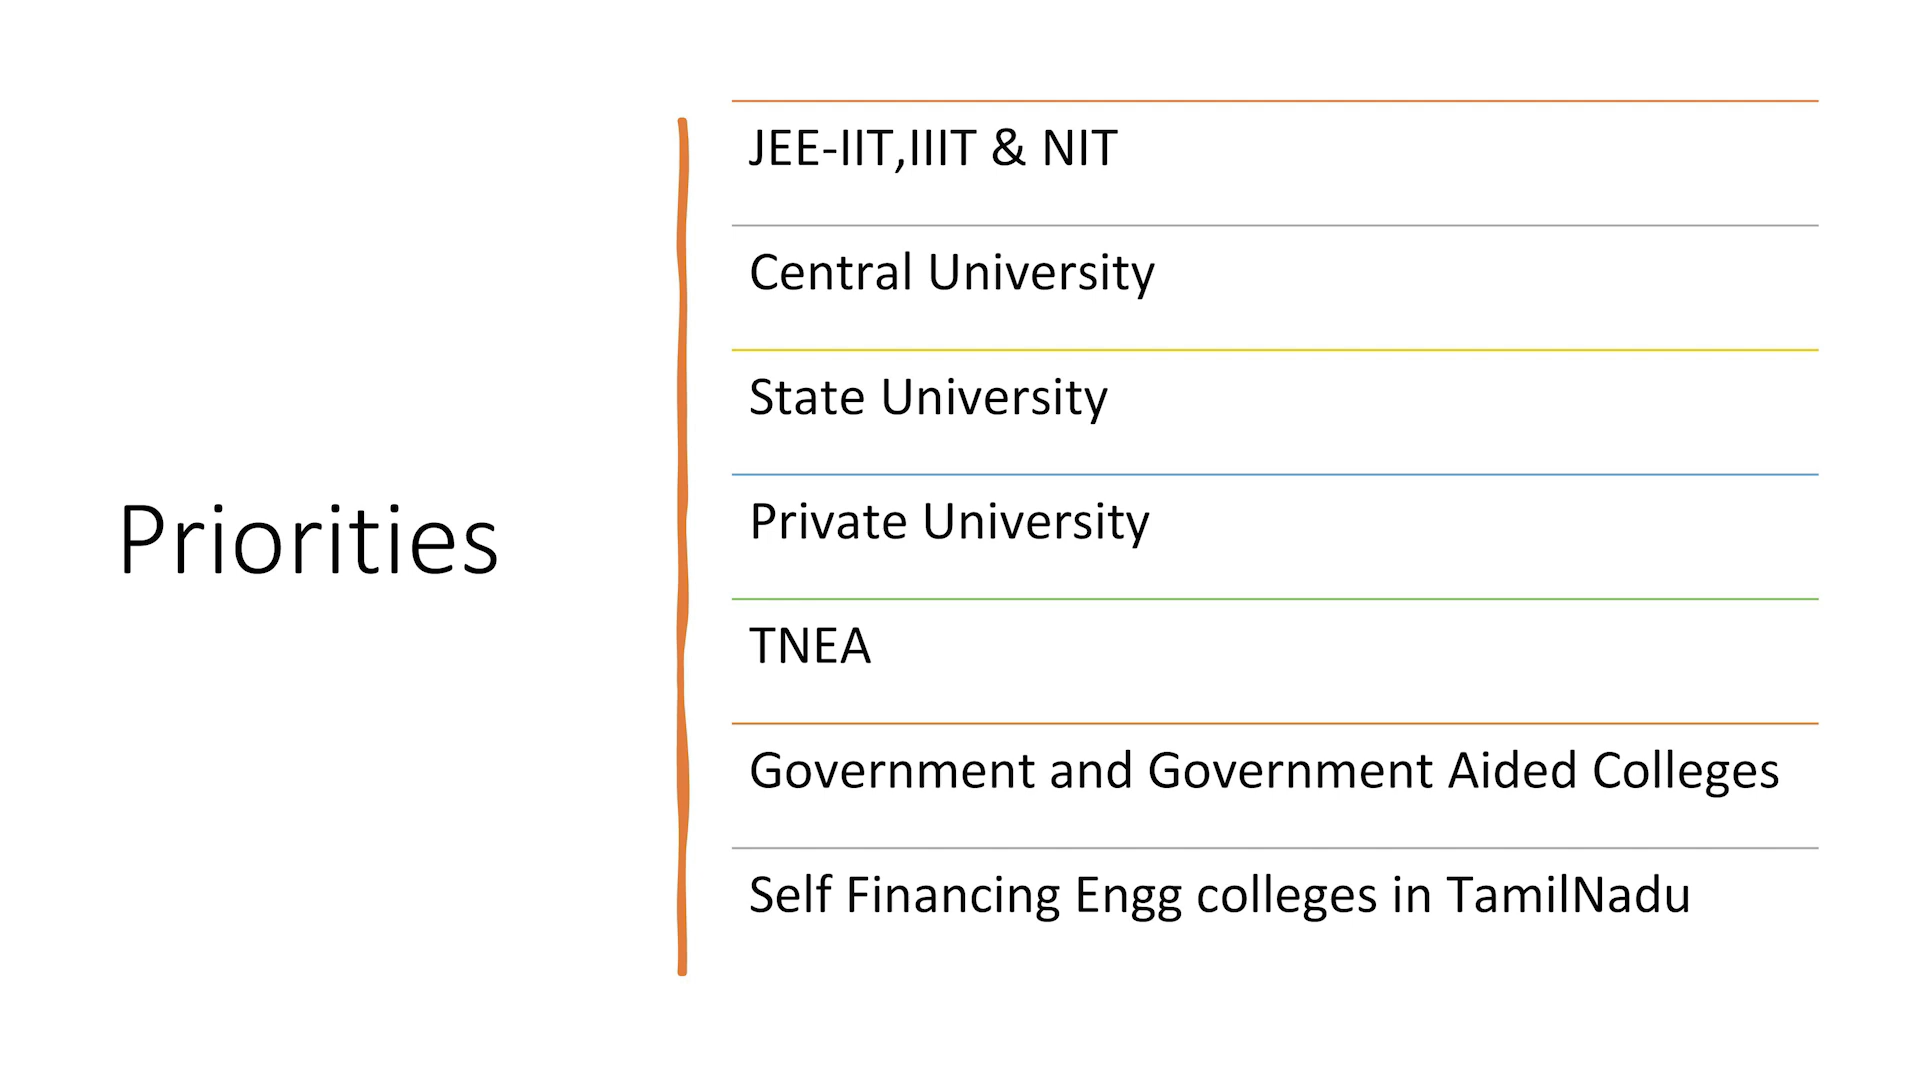 Priorities
JEE-IIT,IIIT & NIT
Central University
State University
Private University
TNEA
Government and Government Aided Colleges
Self Financing Engg colleges in TamilNadu